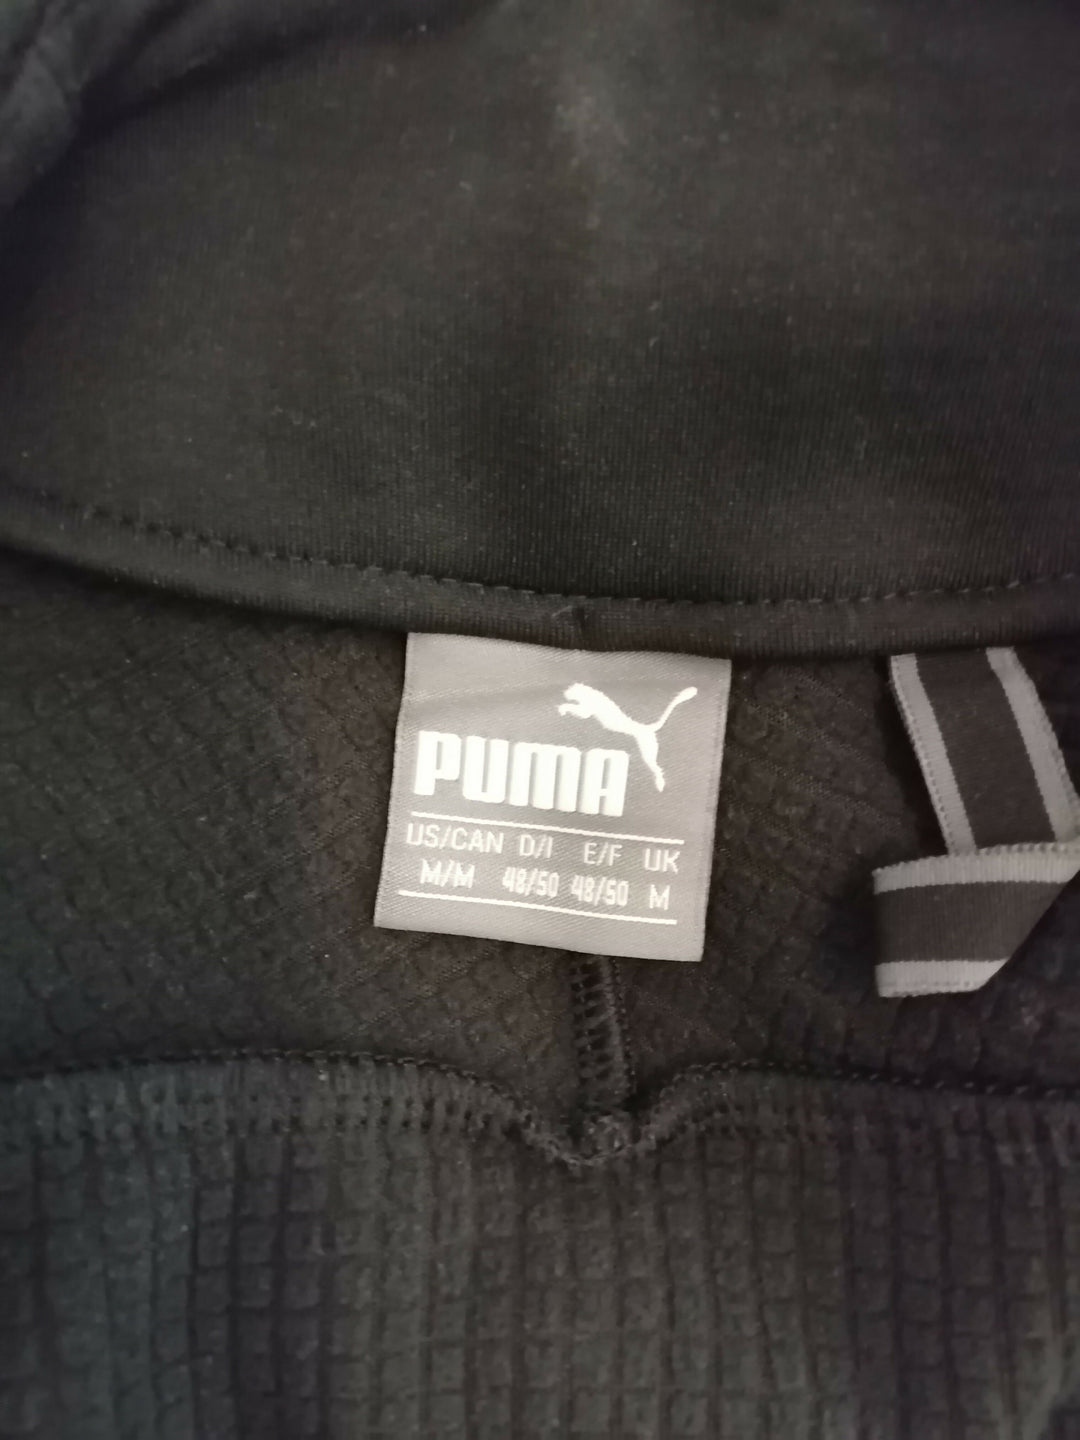 PUMA
US/CAN D/I E/F UK
M/M 48/50 48/50 M